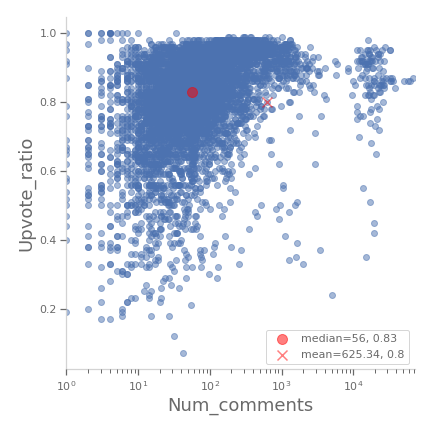 1.0
0.8
0.6
0.4
0.2
Upvote_ratio
median=56, 0.83
mean=625.34, 0.8
10⁰ 10¹ 10² 10³ 10⁴
Num_comments